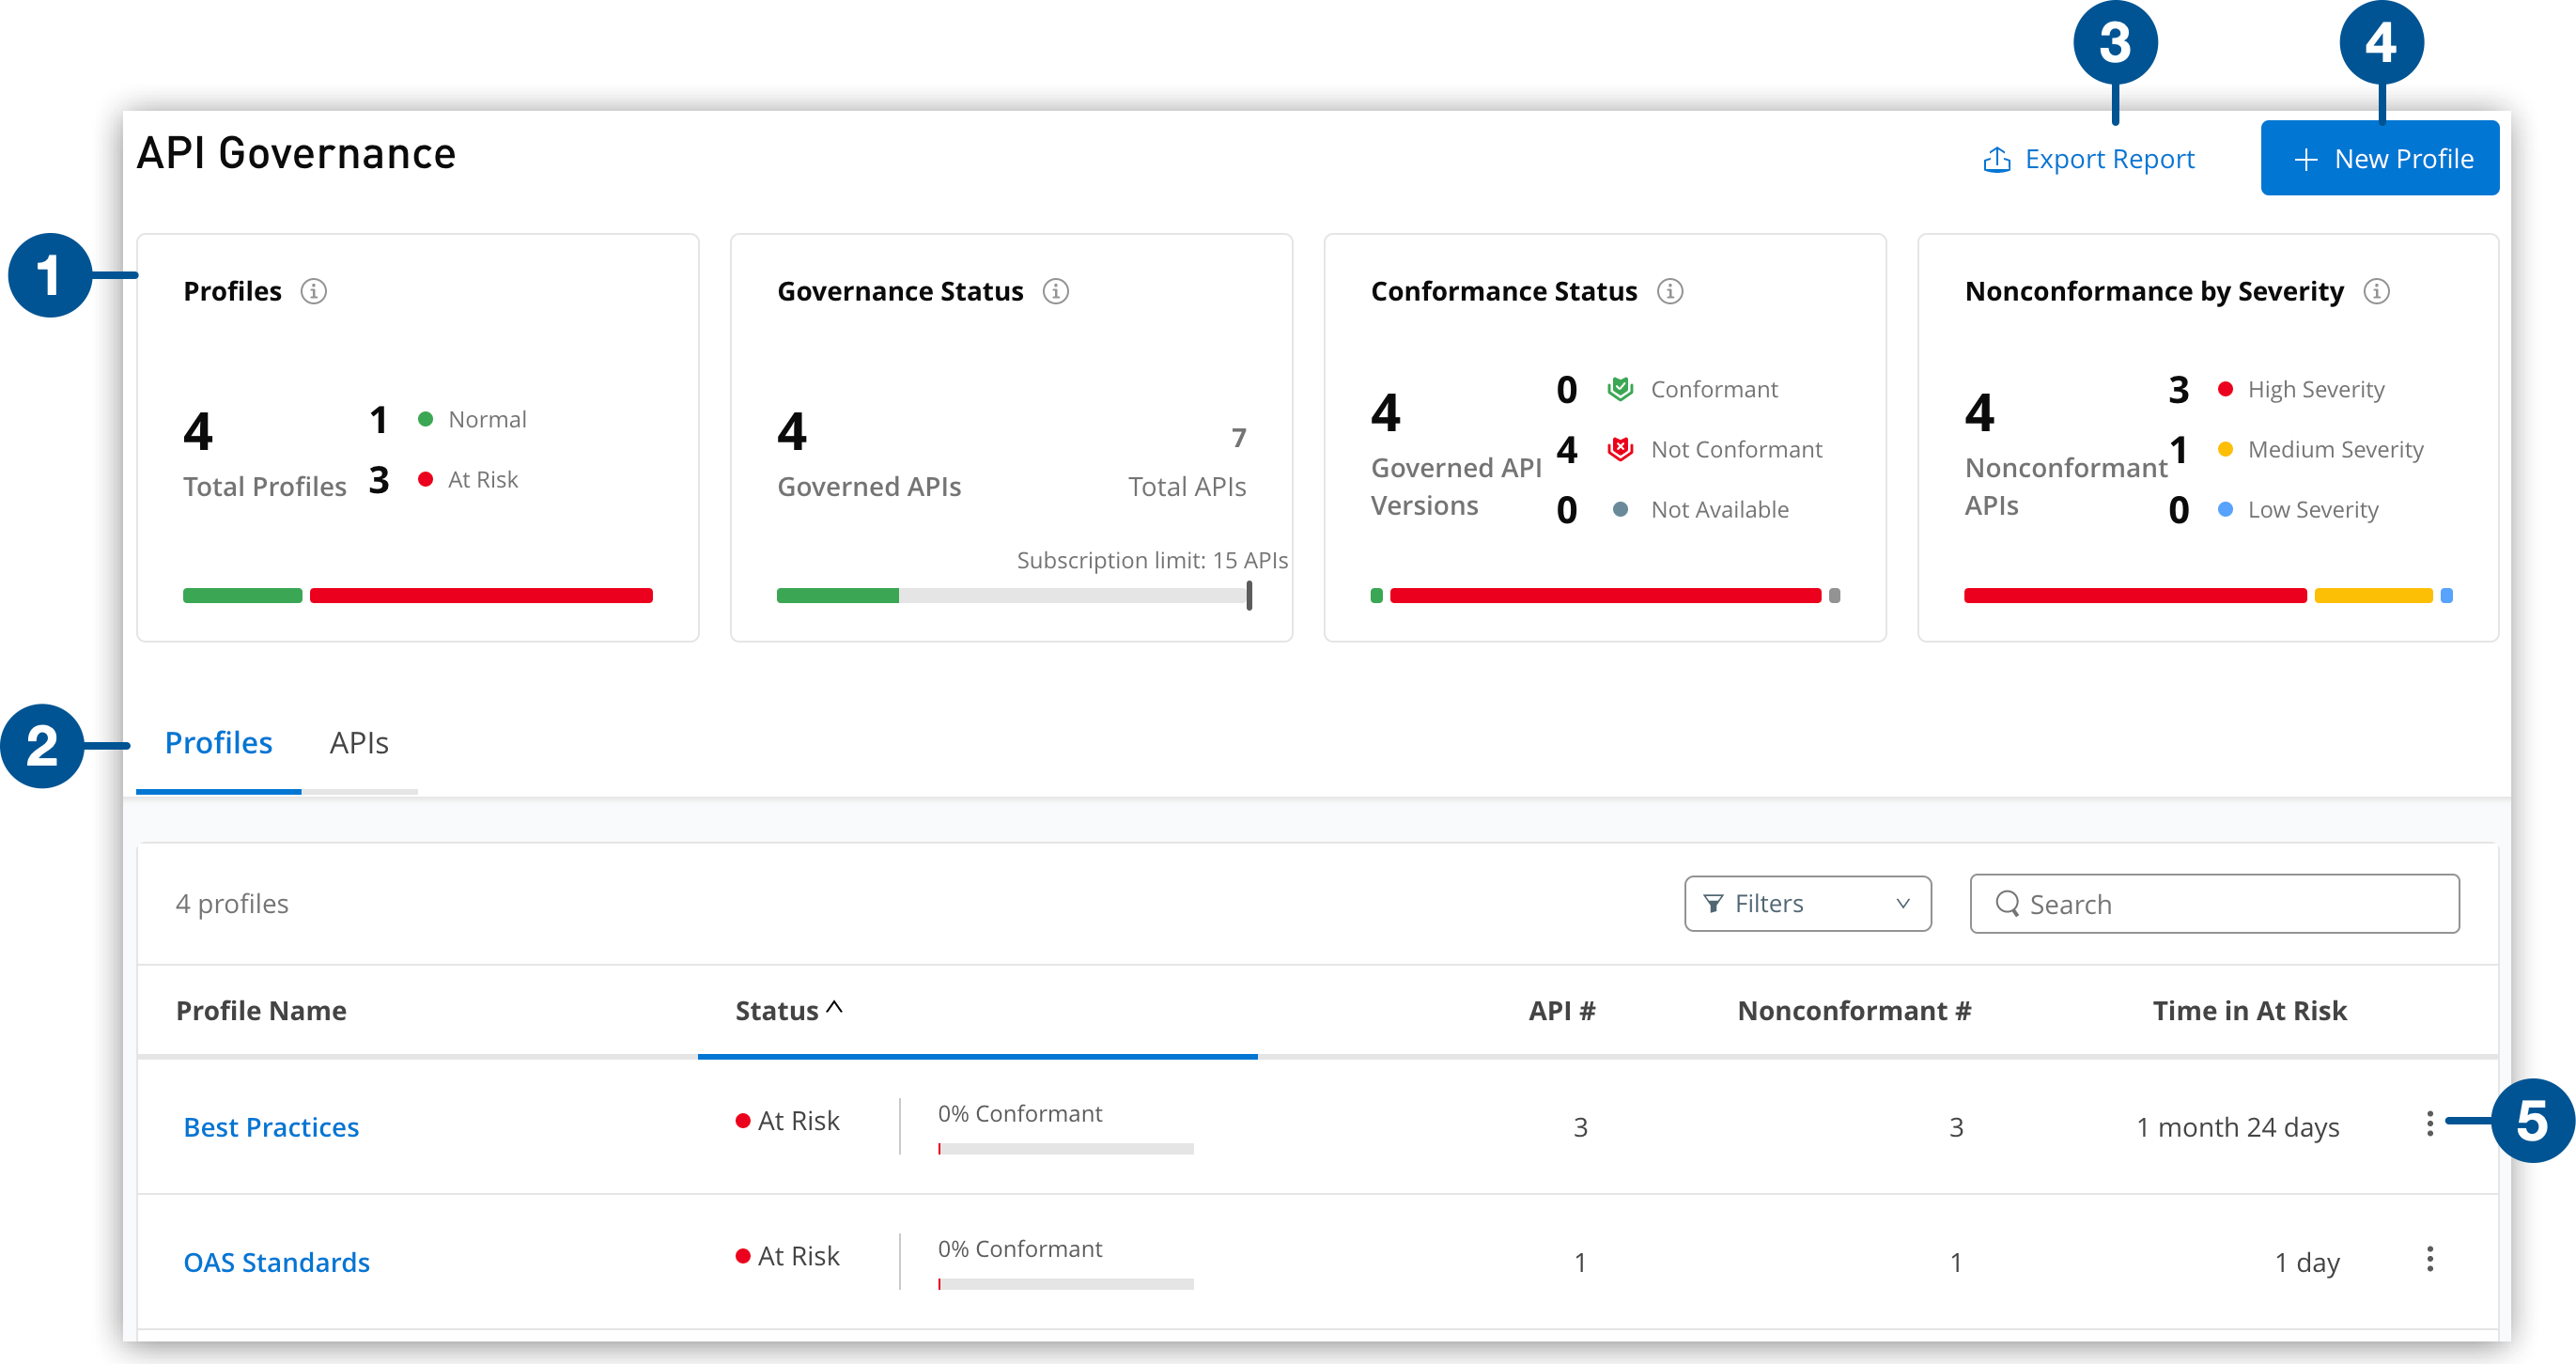 3
4
API Governance
Export Report
New Profile
1
Profiles
4
Total Profiles
1 Normal
3 At Risk
Governance Status
4
Governed APIs
7
Total APIs
Subscription limit: 15 APIs
Conformance Status
4
Governed API
Versions
0 Conformant
4 Not Conformant
0 Not Available
Nonconformance by Severity
4
Nonconformant
APIs
3 High Severity
1 Medium Severity
0 Low Severity
2
Profiles APIs
4 profiles
Filters
Search
Profile Name Status API # Nonconformant # Time in At Risk
Best Practices At Risk 0% Conformant 3 3 1 month 24 days
5
OAS Standards At Risk 0% Conformant 1 1 1 day